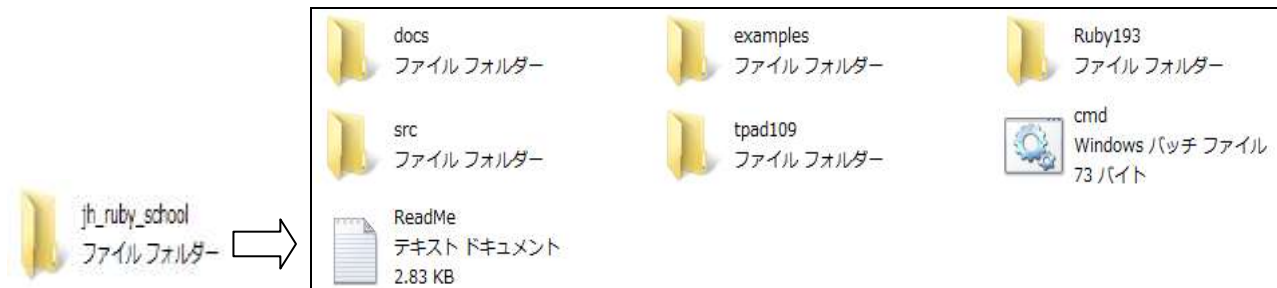 docs
ファイル フォルダー
examples
ファイル フォルダー
Ruby193
ファイル フォルダー
src
ファイル フォルダー
tpad109
ファイル フォルダー
cmd
Windows バッチ ファイル
73 バイト
jh_ruby_school
ファイル フォルダー
ReadMe
テキスト ドキュメント
2.83 KB